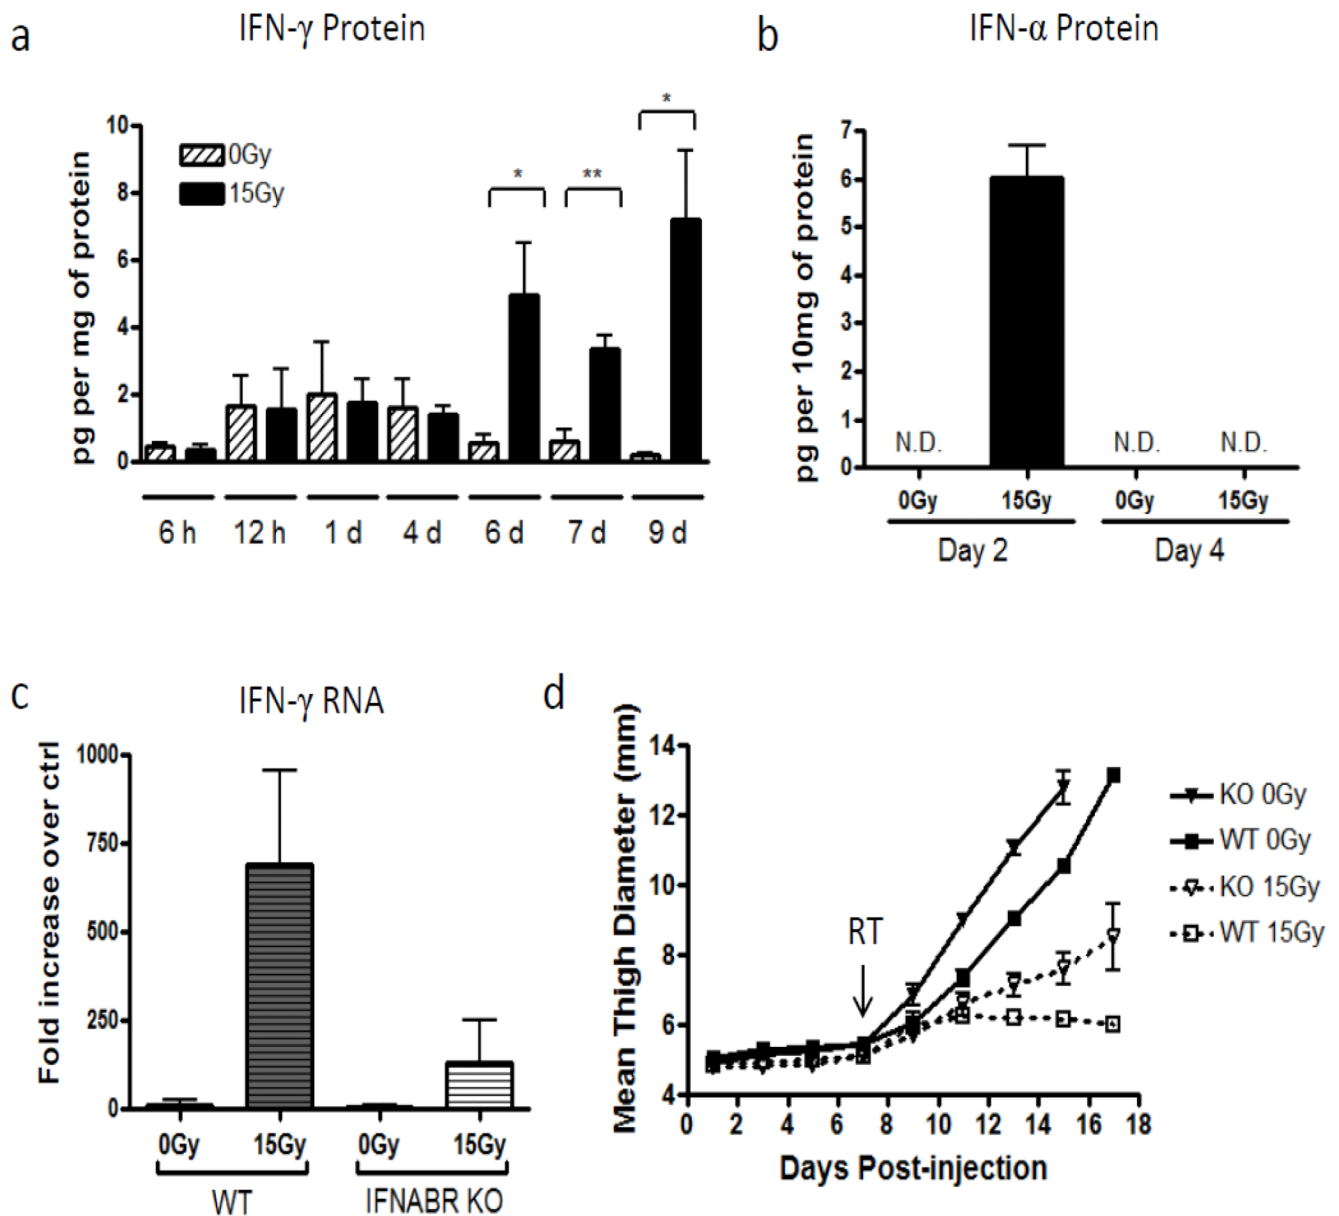 a
IFN-γ Protein
pg per mg of protein
10
8
6
4
2
0
0Gy
15Gy
*
**
*
6 h
12 h
1 d
4 d
6 d
7 d
9 d
b
IFN-α Protein
pg per 10mg of protein
7
6
5
4
3
2
1
0
N.D.
N.D.
N.D.
0Gy
15Gy
0Gy
15Gy
Day 2
Day 4
c
IFN-γ RNA
Fold increase over ctrl
1000
750
500
250
0
0Gy
15Gy
0Gy
15Gy
WT
IFNABR KO
d
Mean Thigh Diameter (mm)
14
12
10
8
6
4
RT
0 2 4 6 8 10 12 14 16 18
Days Post-injection
KO 0Gy
WT 0Gy
KO 15Gy
WT 15Gy